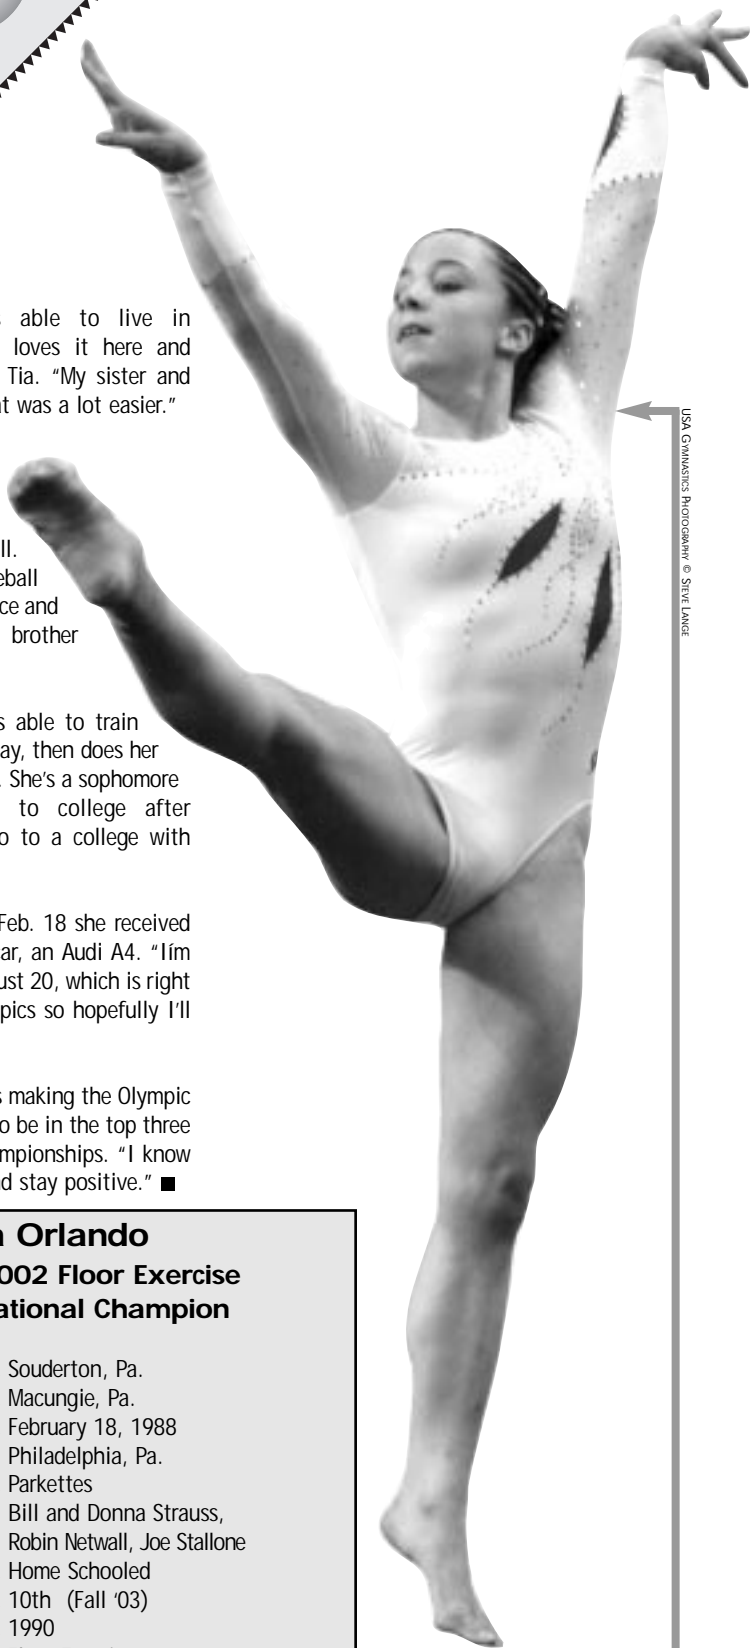 able to live in
loves it here and
Tia. “My sister and
was a lot easier.”
ll.
ce and
brother
able to train
ay, then does her
. She’s a sophomore
to college after
to a college with
Feb. 18 she received
ar, an Audi A4. “Iím
ust 20, which is right
pics so hopefully I’ll
making the Olympic
o be in the top three
mpionships. “I know
nd stay positive.” ■
Orlando
002 Floor Exercise
ational Champion
Souderton, Pa.
Macungie, Pa.
February 18, 1988
Philadelphia, Pa.
Parkettes
Bill and Donna Strauss,
Robin Netwall, Joe Stallone
Home Schooled
10th (Fall ‘03)
1990
USA GYMNASTICS PHOTOGRAPHY © STEVE LANGE